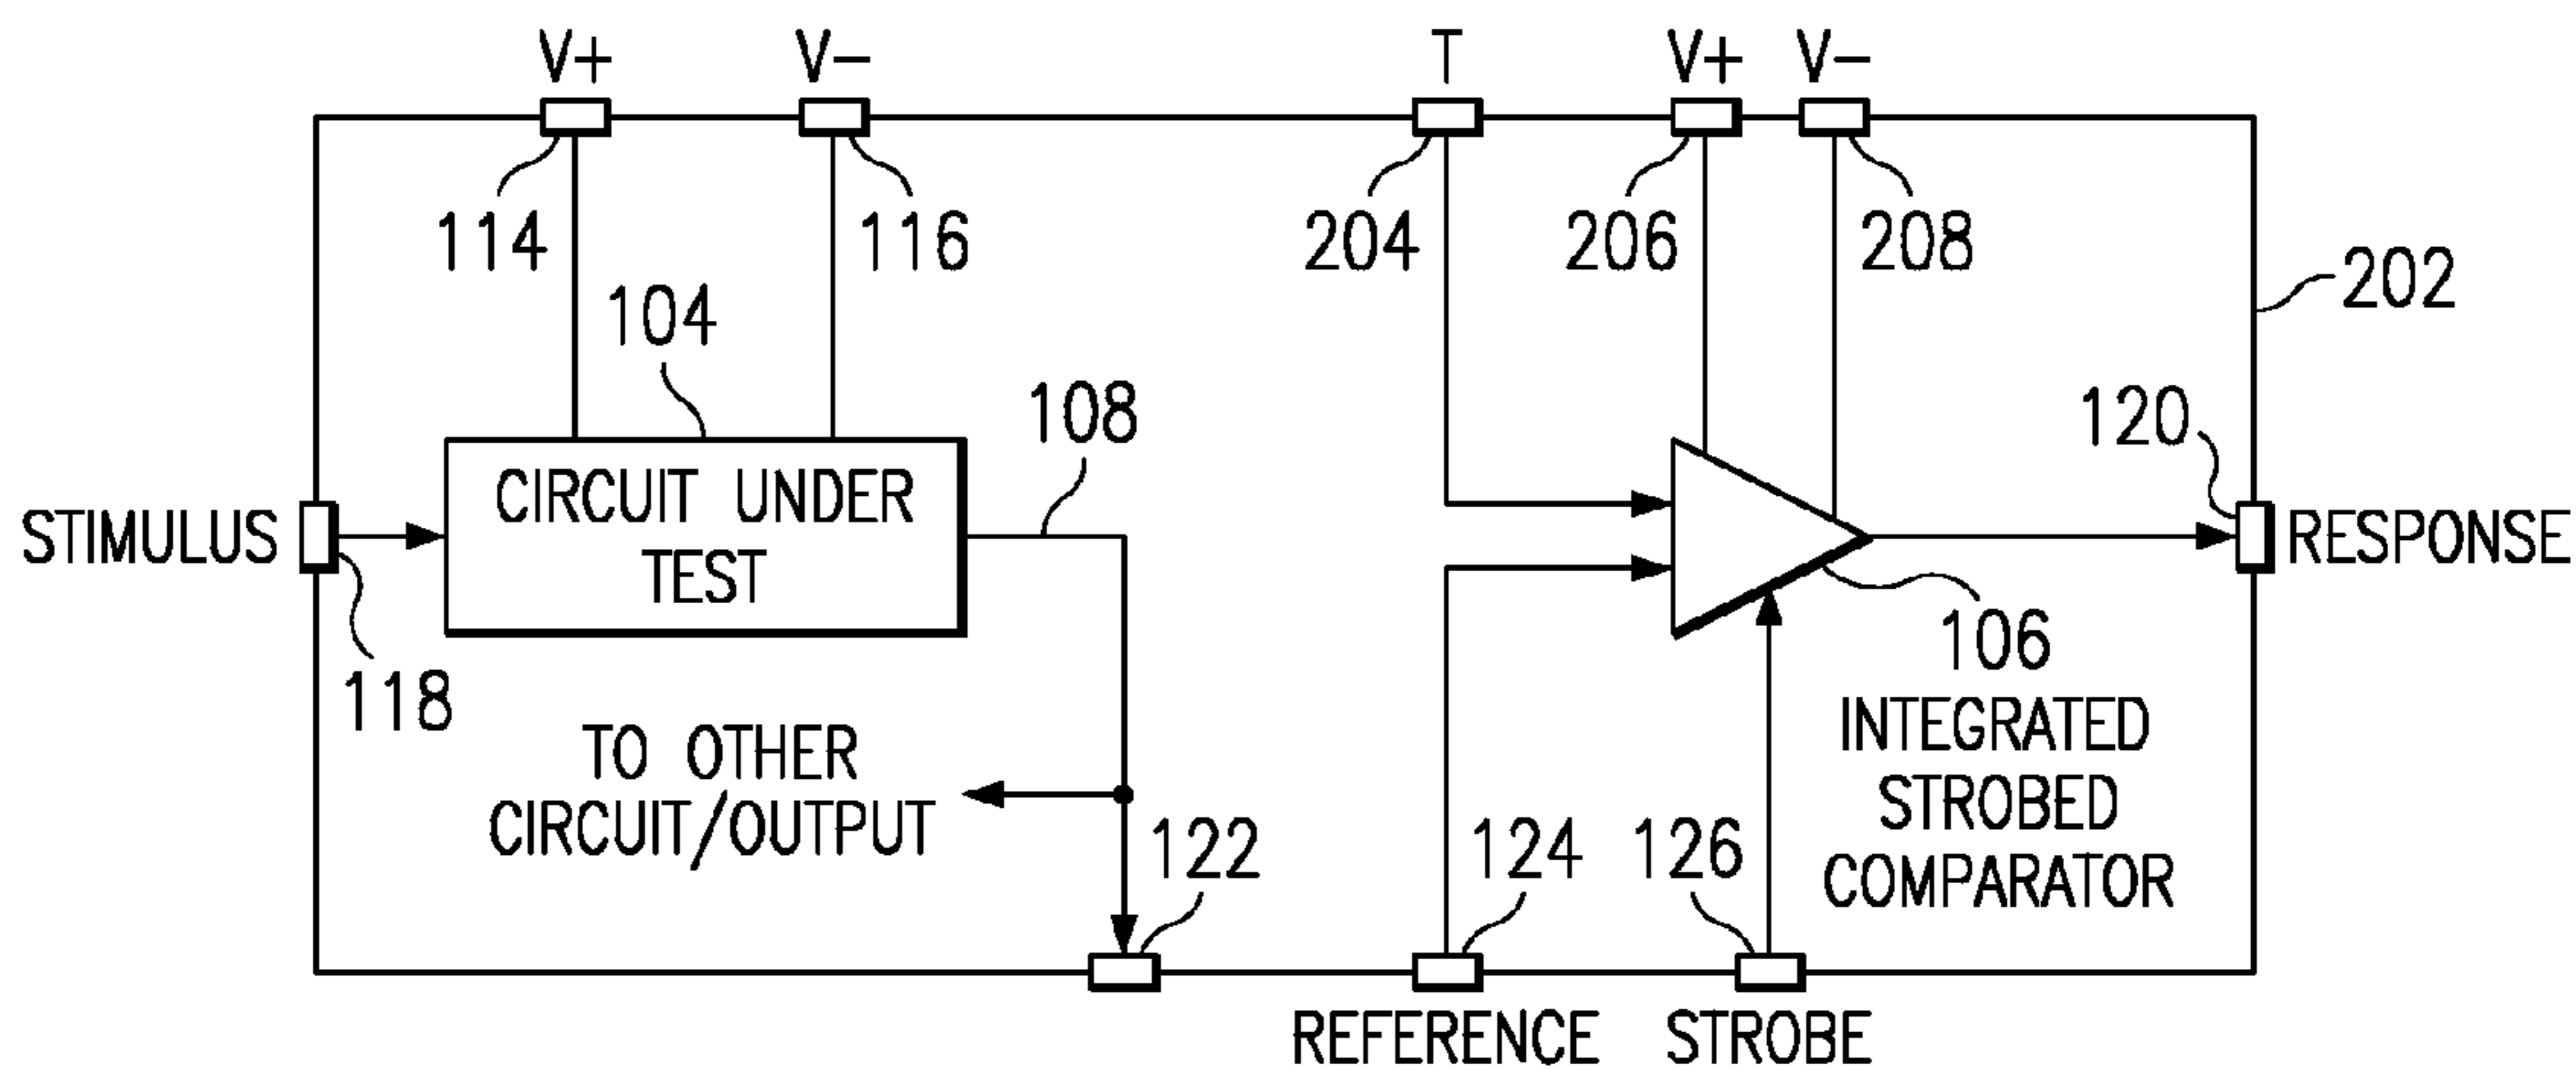 V+
V-
T
V+
V-
114
116
204
206
208
202
104
108
120
STIMULUS
CIRCUIT UNDER
TEST
RESPONSE
118
106
INTEGRATED
STROBED
COMPARATOR
TO OTHER
CIRCUIT/OUTPUT
122
124
126
REFERENCE
STROBE